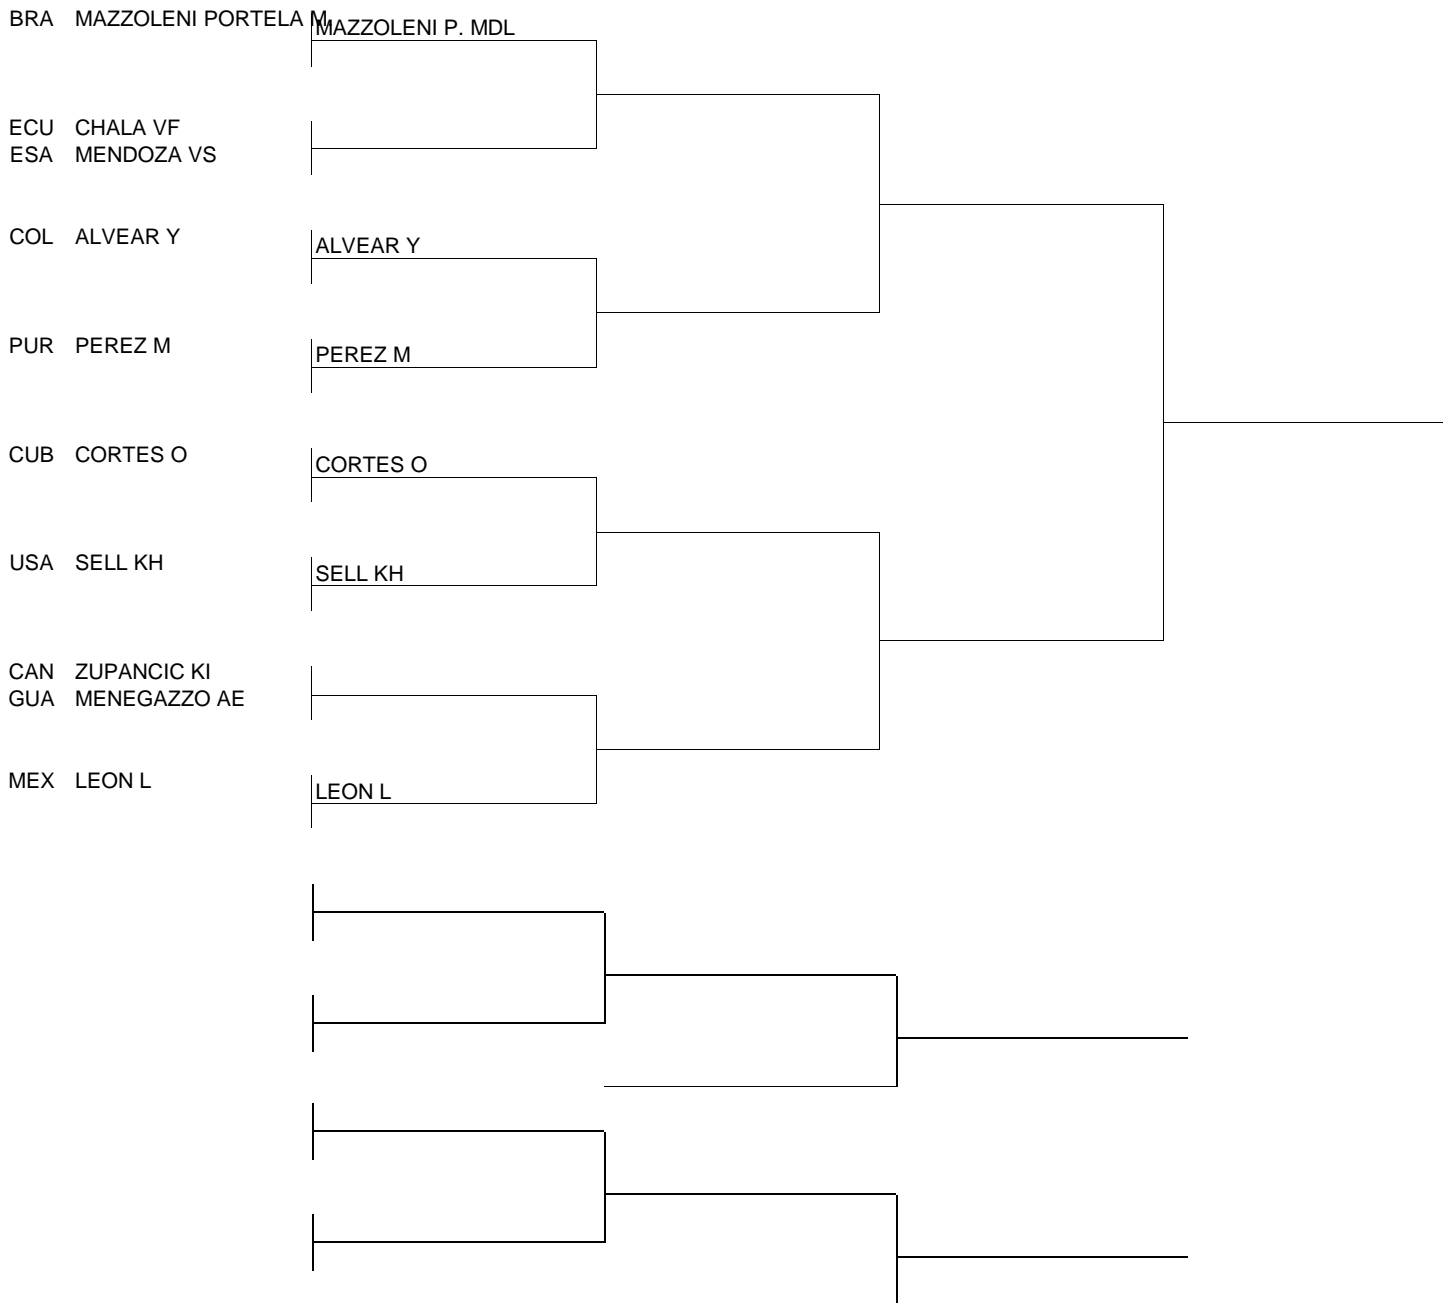 BRA MAZZOLENI PORTELA M.
MAZZOLENI P. MDL
ECU CHALA VF
ESA MENDOZA VS
COL ALVEAR Y
ALVEAR Y
PUR PEREZ M
PEREZ M
CUB CORTES O
CORTES O
USA SELL KH
SELL KH
CAN ZUPANCIC KI
GUA MENEGAZZO AE
MEX LEON L
LEON L